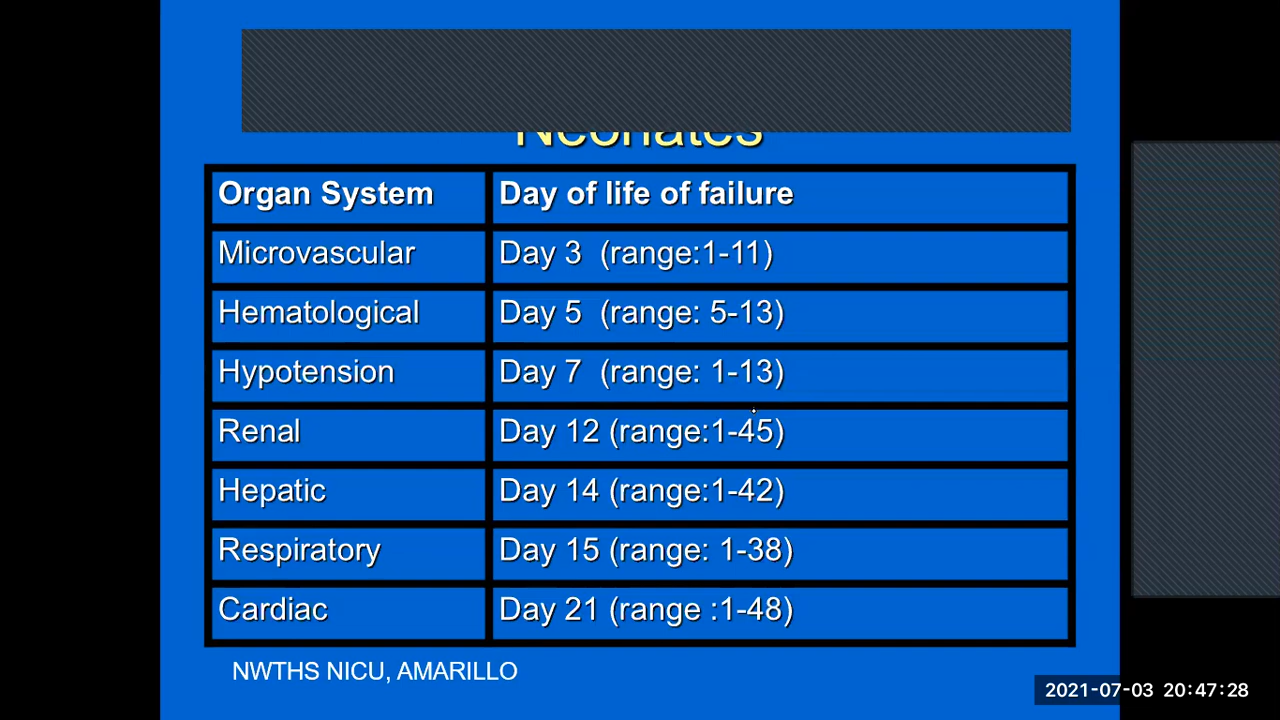 Neonates
Organ System Day of life of failure
Microvascular Day 3 (range:1-11)
Hematological Day 5 (range: 5-13)
Hypotension Day 7 (range: 1-13)
Renal Day 12 (range:1-45)
Hepatic Day 14 (range:1-42)
Respiratory Day 15 (range: 1-38)
Cardiac Day 21 (range :1-48)
NWTHS NICU, AMARILLO
2021-07-03 20:47:28